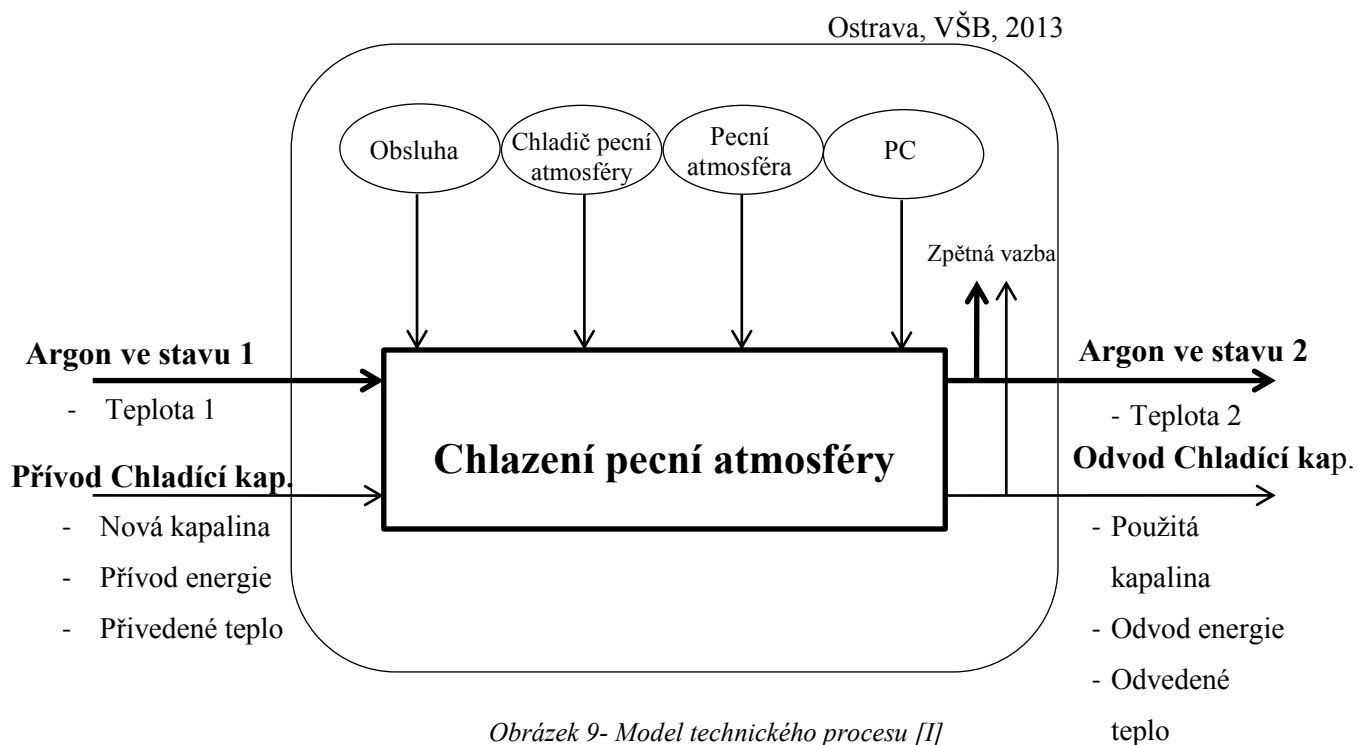 Ostrava, VŠB, 2013
Obsluha
Chladič pecní
atmosféry
Pecní
atmosféra
PC
Zpětná vazba
Argon ve stavu 1
- Teplota 1
Přívod Chladící kap.
- Nová kapalina
- Přívod energie
- Přivedené teplo
Chlazení pecní atmosféry
Argon ve stavu 2
- Teplota 2
Odvod Chladící kap.
- Použitá
kapalina
- Odvod energie
- Odvedené
teplo
Obrázek 9- Model technického procesu [I]